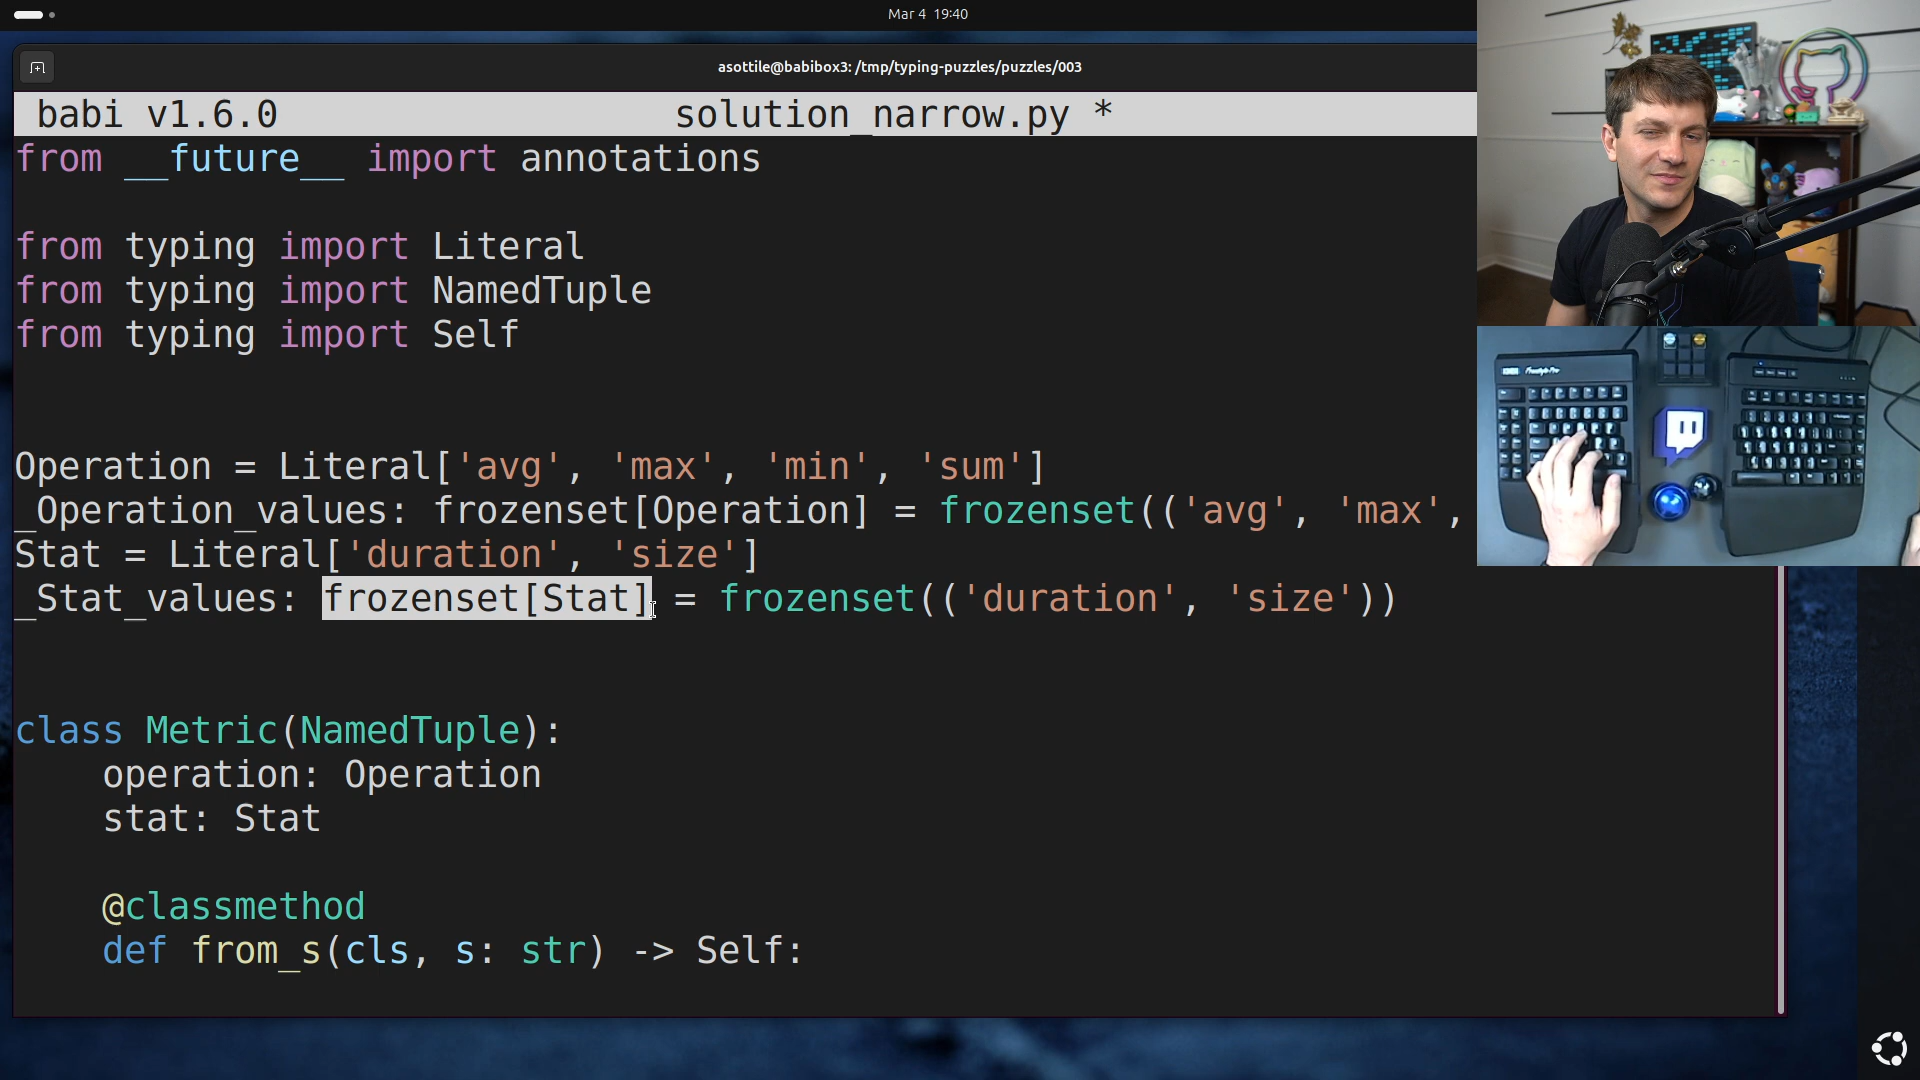 Mar 4 19:40
asottile@babibox3: /tmp/typing-puzzles/puzzles/003
babi v1.6.0 solution_narrow.py *
from __future__ import annotations
from typing import Literal
from typing import NamedTuple
from typing import Self
Operation = Literal['avg', 'max', 'min', 'sum']
_Operation_values: frozenset[Operation] = frozenset(('avg', 'max',
Stat = Literal['duration', 'size']
_Stat_values: frozenset[Stat] = frozenset(('duration', 'size'))
class Metric(NamedTuple):
    operation: Operation
    stat: Stat
    @classmethod
    def from_s(cls, s: str) -> Self: